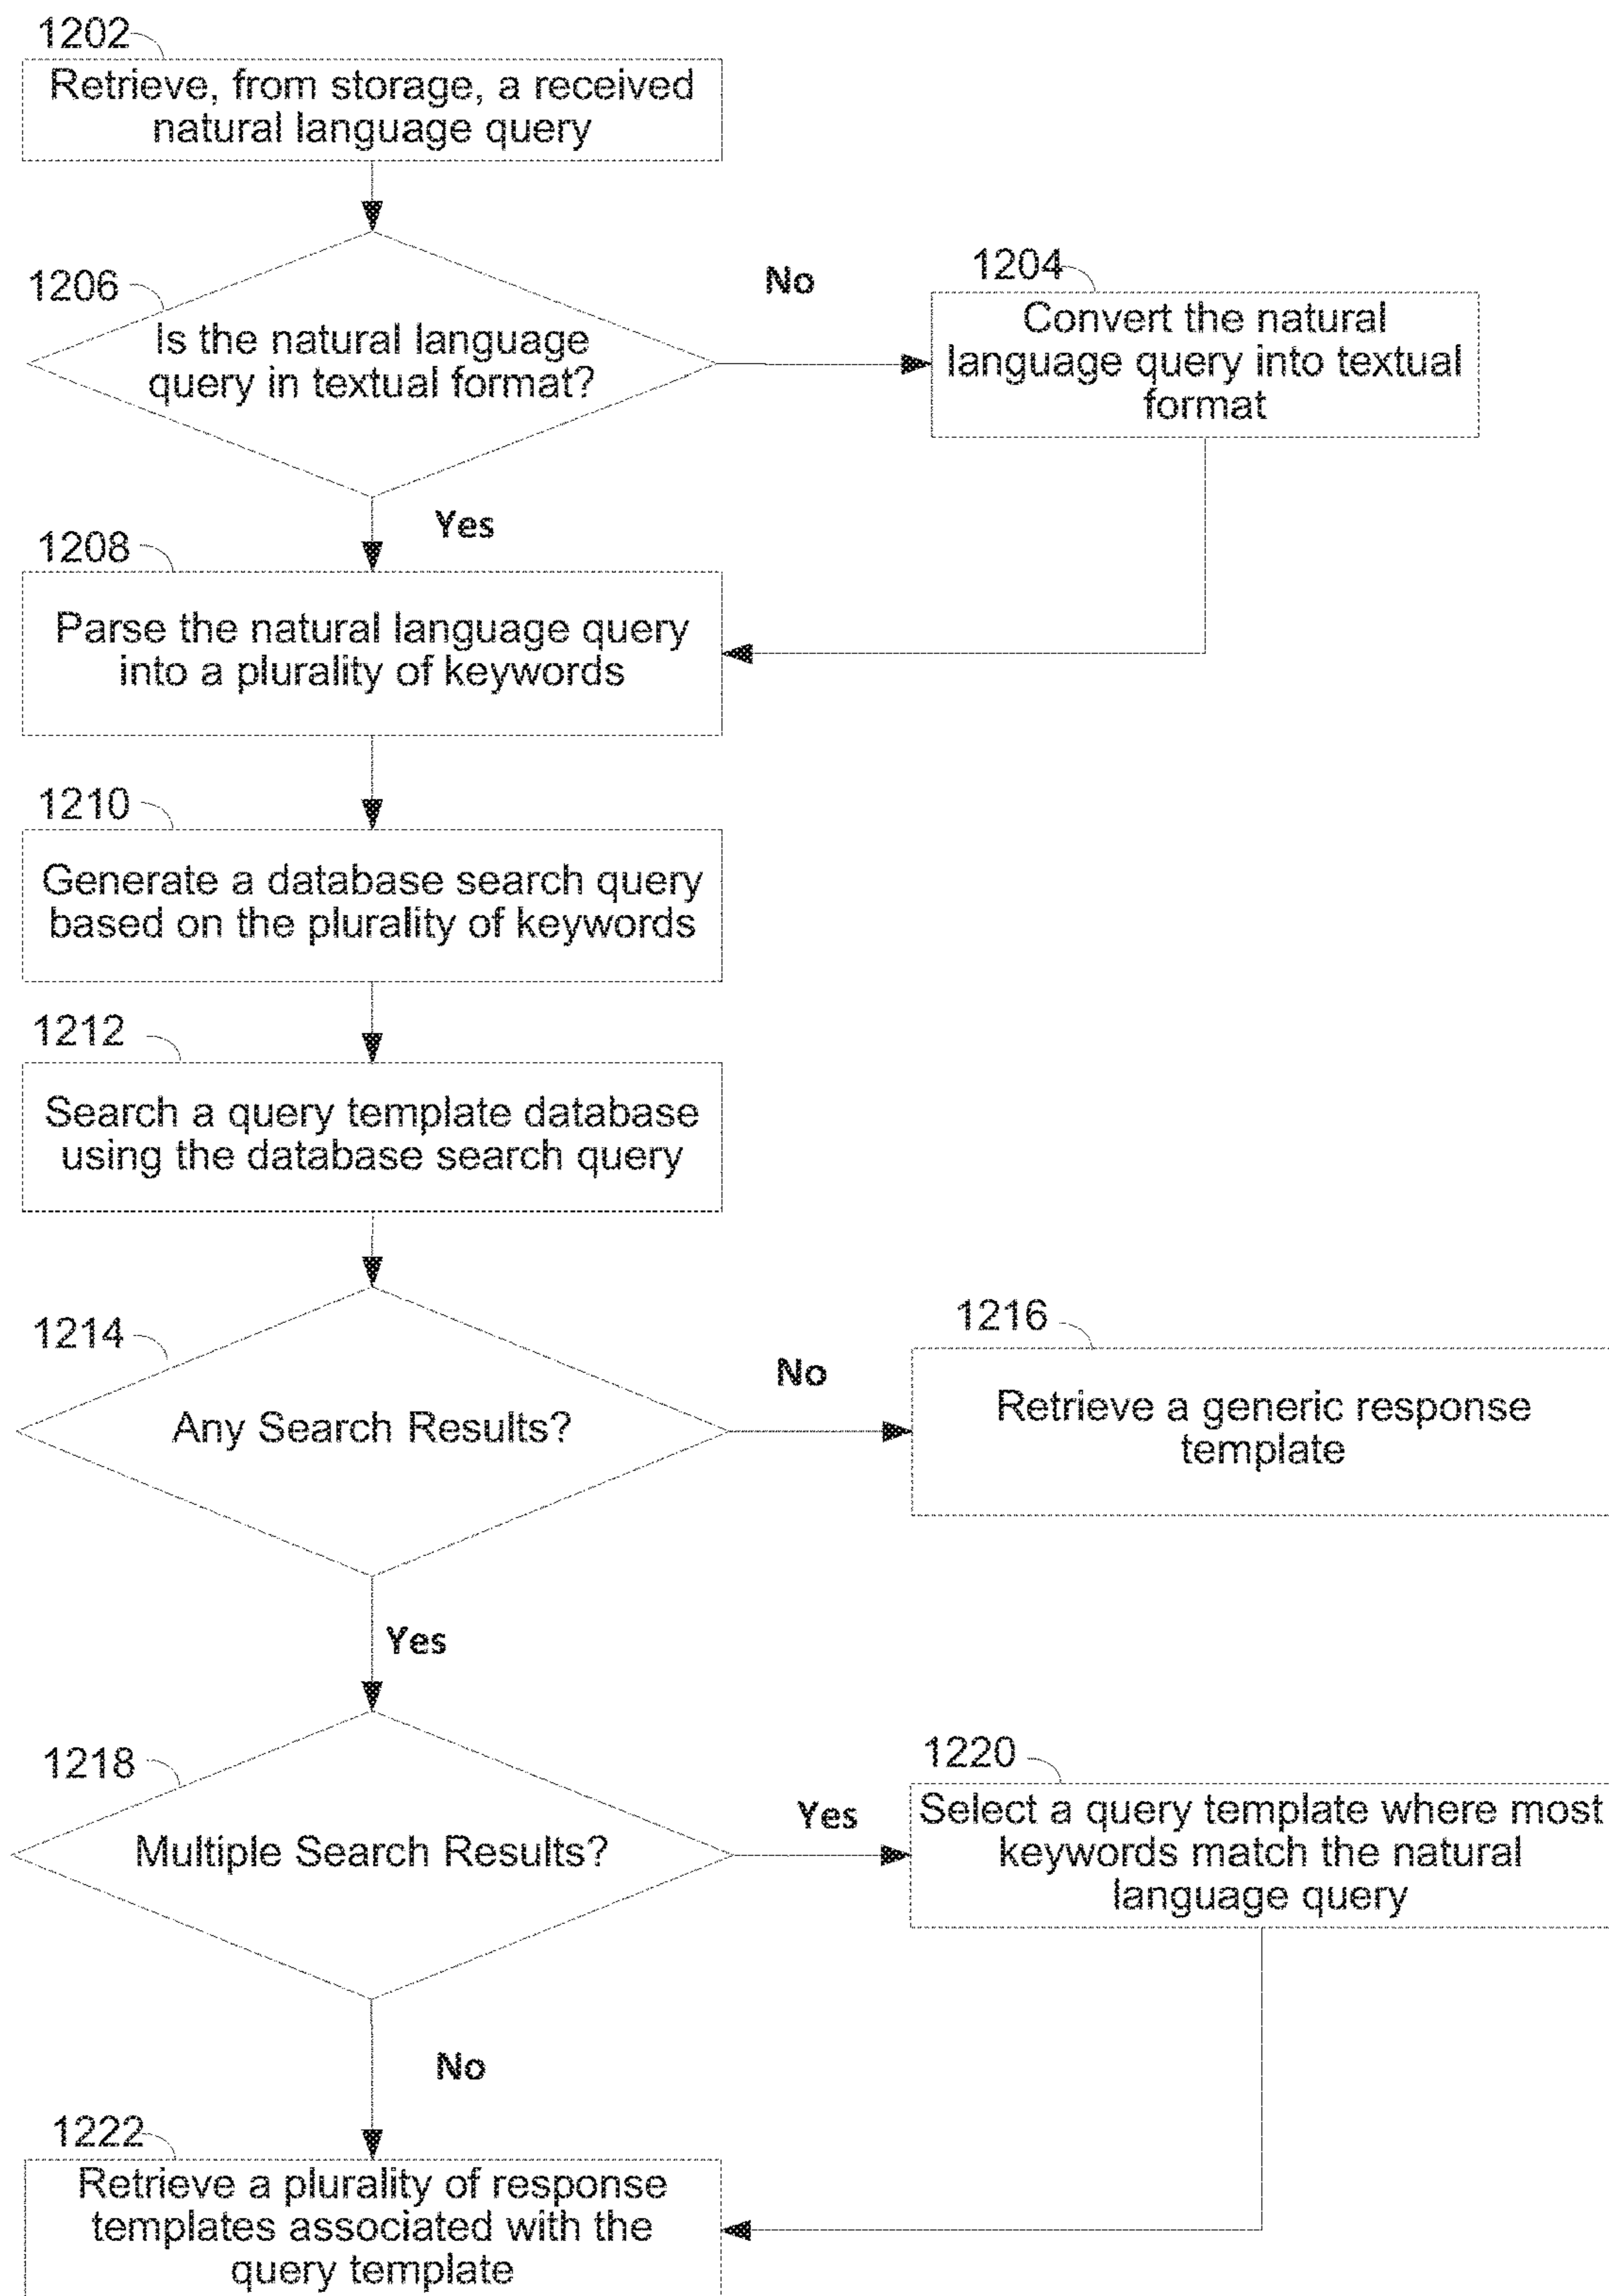 1202
Retrieve, from storage, a received
natural language query
1206
Is the natural language
query in textual format?
No
1204
Convert the natural
language query into textual
format
Yes
1208
Parse the natural language query
into a plurality of keywords
1210
Generate a database search query
based on the plurality of keywords
1212
Search a query template database
using the database search query
1214
Any Search Results?
No
1216
Retrieve a generic response
template
Yes
1218
Multiple Search Results?
Yes
1220
Select a query template where most
keywords match the natural
language query
No
1222
Retrieve a plurality of response
templates associated with the
query template